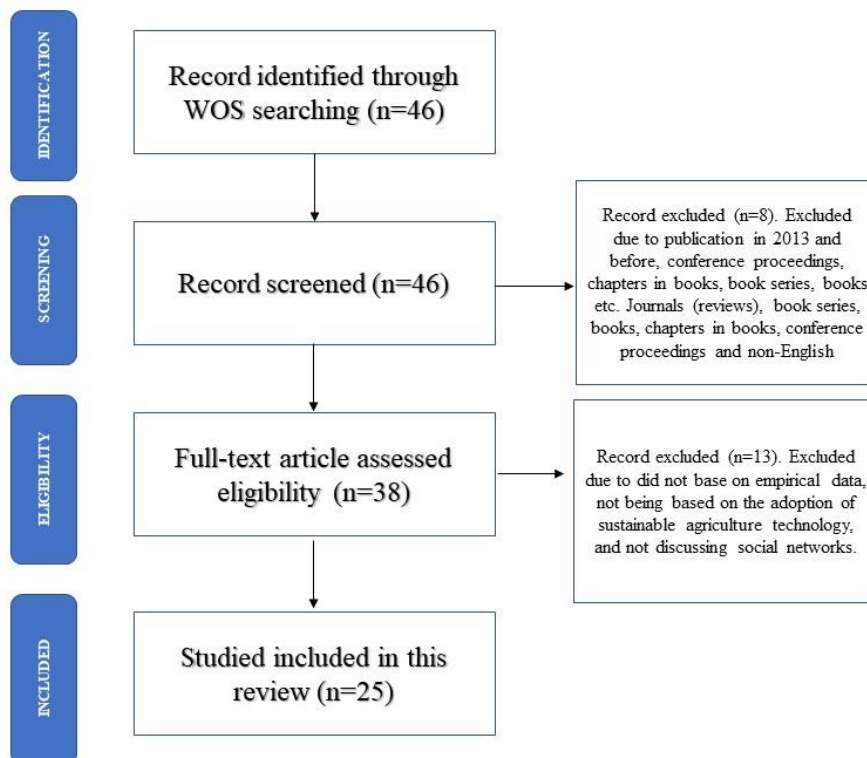 IDENTIFICATION
Record identified through
WOS searching (n=46)
SCREENING
Record screened (n=46)
Record excluded (n=8). Excluded
due to publication in 2013 and
before, conference proceedings,
chapters in books, book series, books
etc. Journals (reviews), book series,
books, chapters in books, conference
proceedings and non-English
ELIGIBILITY
Full-text article assessed
eligibility (n=38)
Record excluded (n=13). Excluded
due to did not base on empirical data,
not being based on the adoption of
sustainable agriculture technology,
and not discussing social networks.
INCLUDED
Studied included in this
review (n=25)